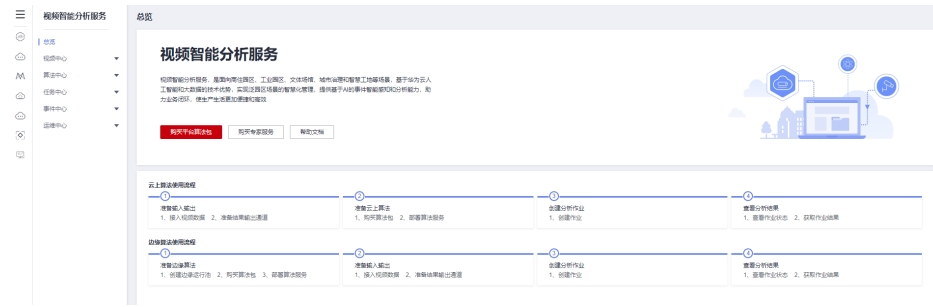 视频智能分析服务
总览
总览
视频中心
算法中心
任务中心
事件中心
运维中心
视频智能分析服务
视频智能分析服务，是面向居住园区、工业园区、文体场馆、城市治理和智慧工地等场景，基于华为云人
工智能和大数据的技术优势，实现泛园区场景的智慧化管理，提供基于AI的事件智能感知和分析能力，助
力业务闭环，使生产生活更加便捷和高效
购买平台算法包
购买专家服务
帮助文档
云上算法使用流程
1
2
3
4
准备输入输出
准备云上算法
创建分析作业
查看分析结果
1、接入视频数据 2、准备结果输出通道
1、购买算法包 2、部署算法服务
1、创建作业
1、查看作业状态 2、获取作业结果
边缘算法使用流程
1
2
3
4
准备边缘算法
准备输入输出
创建分析作业
查看分析结果
1、创建边缘运行池 2、购买算法包 3、部署算法服务
1、接入视频数据 2、准备结果输出通道
1、创建作业
1、查看作业状态 2、获取作业结果